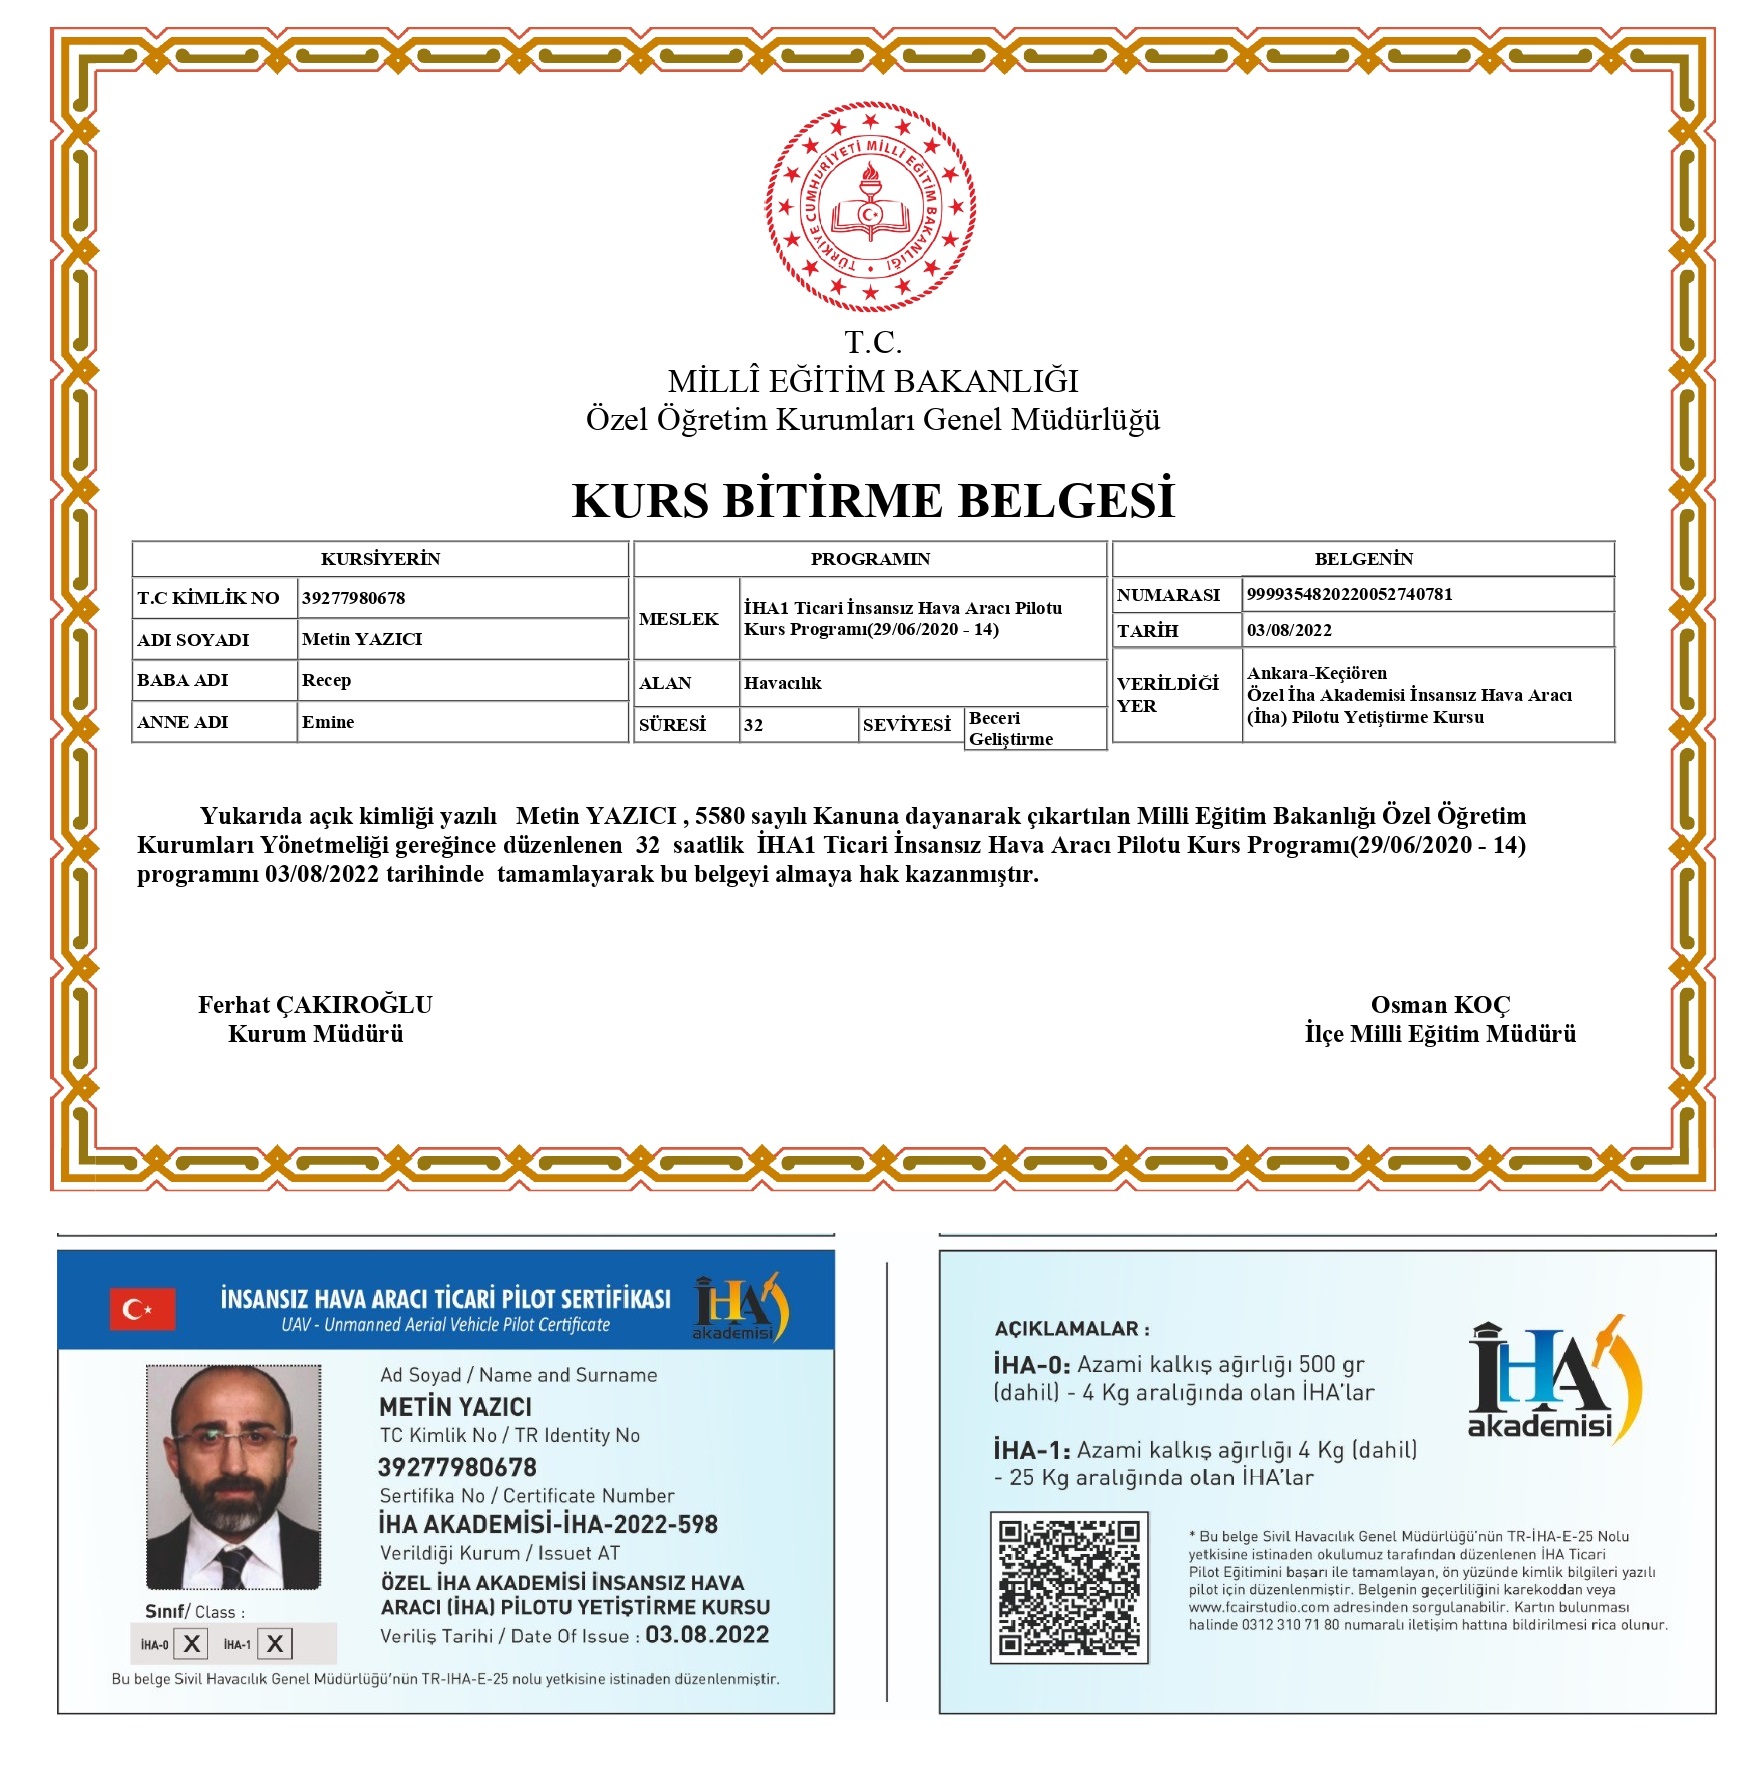 TÜRKİYE CUMHURİYETİ MİLLİ EĞİTİM BAKANLIĞI
T.C.
MİLLÎ EĞİTİM BAKANLIĞI
Özel Öğretim Kurumları Genel Müdürlüğü
KURS BİTİRME BELGESİ
KURSİYERİN
T.C KİMLİK NO 39277980678
ADI SOYADI Metin YAZICI
BABA ADI Recep
ANNE ADI Emine
PROGRAMIN
MESLEK İHA1 Ticari İnsansız Hava Aracı Pilotu
Kurs Programı(29/06/2020 - 14)
ALAN Havacılık
SÜRESİ 32 SEVİYESİ Beceri
Geliştirme
BELGENİN
NUMARASI 9999354820220052740781
TARİH 03/08/2022
VERİLDİĞİ YER
Ankara-Keçiören
Özel İha Akademisi İnsansız Hava Aracı
(İha) Pilotu Yetiştirme Kursu
Yukarıda açık kimliği yazılı Metin YAZICI , 5580 sayılı Kanuna dayanarak çıkartılan Milli Eğitim Bakanlığı Özel Öğretim
Kurumları Yönetmeliği gereğince düzenlenen 32 saatlik İHA1 Ticari İnsansız Hava Aracı Pilotu Kurs Programı(29/06/2020 - 14)
programını 03/08/2022 tarihinde tamamlayarak bu belgeyi almaya hak kazanmıştır.
Ferhat ÇAKIROĞLU
Kurum Müdürü
Osman KOÇ
İlçe Milli Eğitim Müdürü
İNSANSIZ HAVA ARACI TİCARİ PİLOT SERTİFİKASI
UAV - Unmanned Aerial Vehicle Pilot Certificate
İHA
akademisi
Ad Soyad / Name and Surname
METİN YAZICI
TC Kimlik No / TR Identity No
39277980678
Sertifika No / Certificate Number
İHA AKADEMİSİ-İHA-2022-598
Verildiği Kurum / Issuet AT
ÖZEL İHA AKADEMİSİ İNSANSIZ HAVA
ARACI (İHA) PİLOTU YETİŞTİRME KURSU
Veriliş Tarihi / Date Of Issue : 03.08.2022
Sınıf/ Class :
İHA-0 X İHA-1 X
Bu belge Sivil Havacılık Genel Müdürlüğü'nün TR-IHA-E-25 nolu yetkisine istinaden düzenlenmiştir.
AÇIKLAMALAR :
İHA-0: Azami kalkış ağırlığı 500 gr
(dahil) - 4 Kg aralığında olan İHA'lar
İHA-1: Azami kalkış ağırlığı 4 Kg (dahil)
- 25 Kg aralığında olan İHA'lar
İHA
akademisi
* Bu belge Sivil Havacılık Genel Müdürlüğü'nün TR-İHA-E-25 Nolu
yetkisine istinaden okulumuz tarafından düzenlenen İHA Ticari
Pilot Eğitimini başarı ile tamamlayan, ön yüzünde kimlik bilgileri yazılı
pilot için düzenlenmiştir. Belgenin geçerliliğini karekoddan veya
www.fcairstudio.com adresinden sorgulanabilir. Kartın bulunması
halinde 0312 310 71 80 numaralı iletişim hattına bildirilmesi rica olunur.